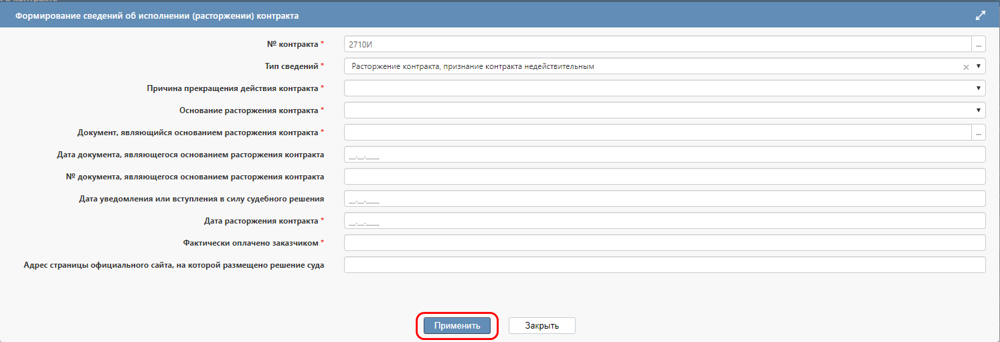 Формирование сведений об исполнении (расторжении) контракта
№ контракта * 2710И ...
Тип сведений * Расторжение контракта, признание контракта недействительным × ▼
Причина прекращения действия контракта * ▼
Основание расторжения контракта * ▼
Документ, являющийся основанием расторжения контракта * ...
Дата документа, являющегося основанием расторжения контракта __.__.____
№ документа, являющегося основанием расторжения контракта
Дата уведомления или вступления в силу судебного решения __.__.____
Дата расторжения контракта * __.__.____
Фактически оплачено заказчиком *
Адрес страницы официального сайта, на которой размещено решение суда
Применить Закрыть